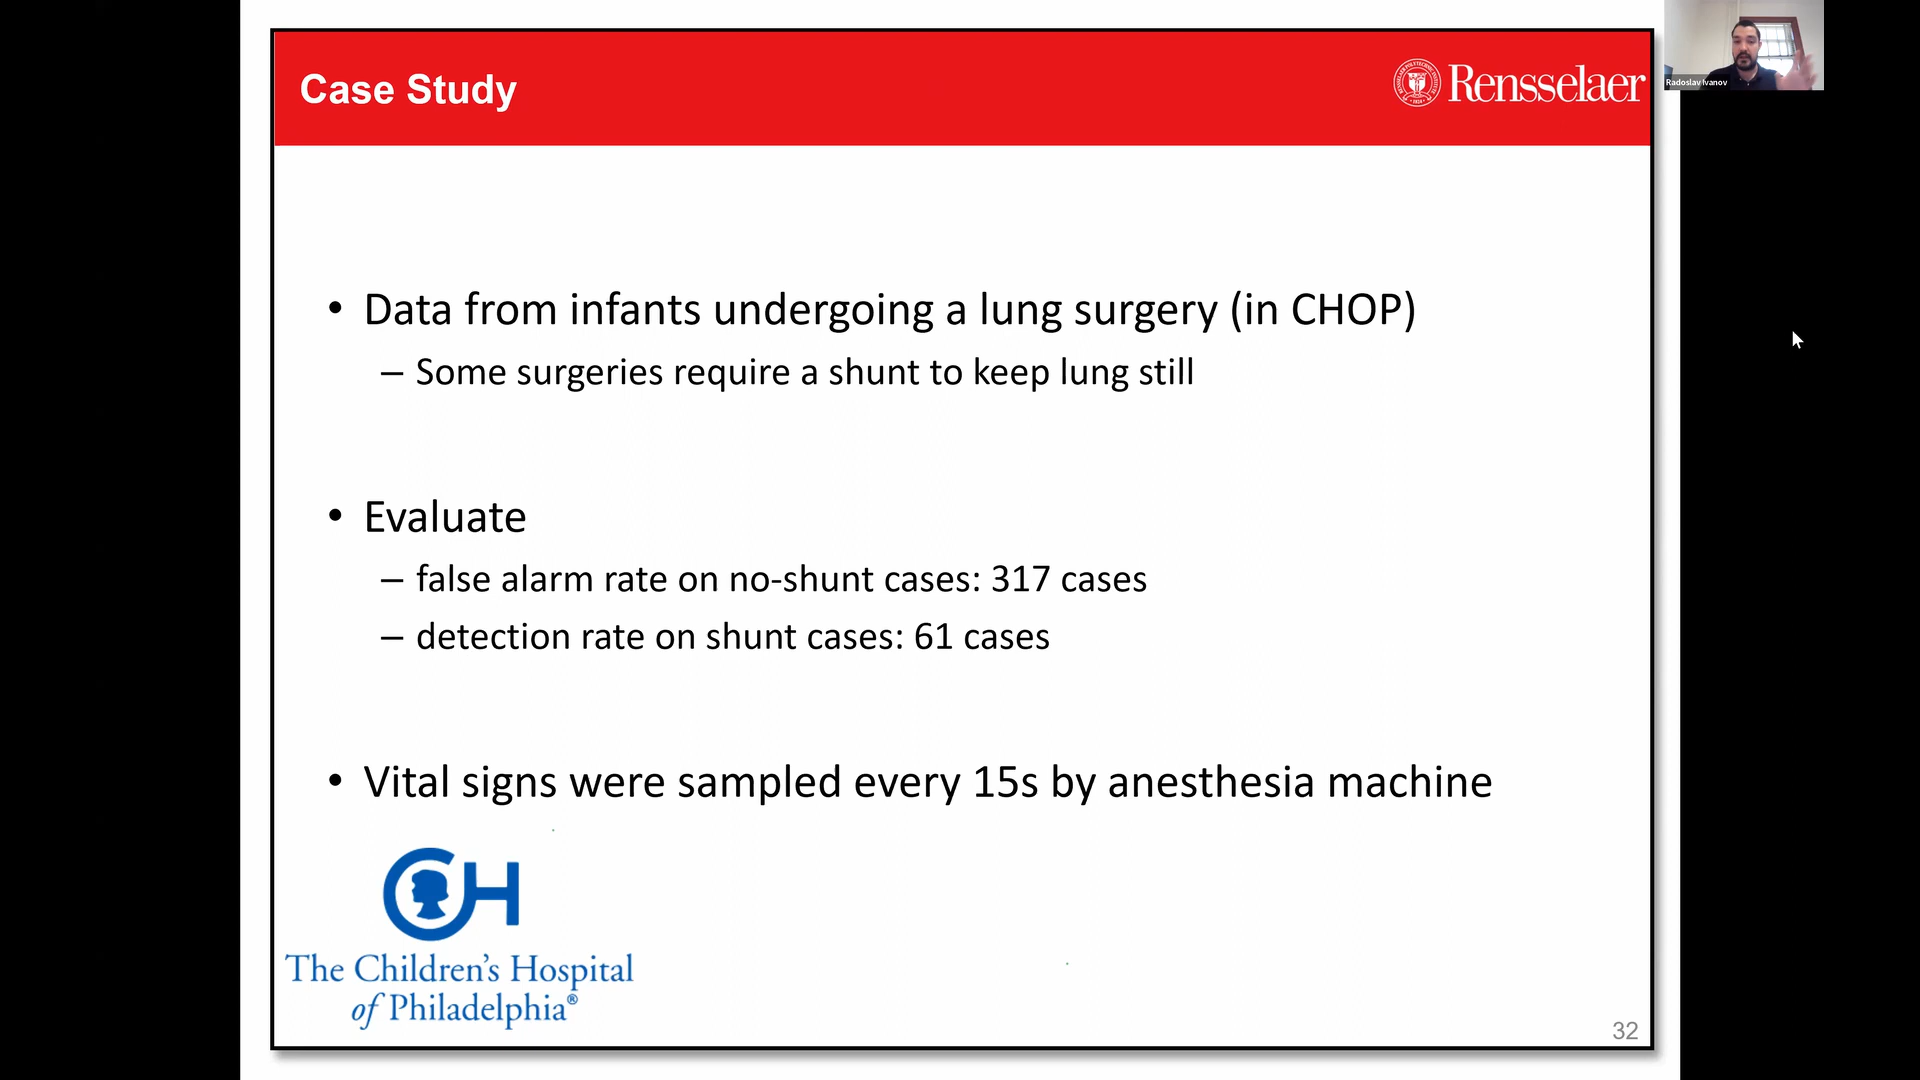 Case Study
Rensselaer
Radoslav Ivanov
• Data from infants undergoing a lung surgery (in CHOP)
– Some surgeries require a shunt to keep lung still
• Evaluate
– false alarm rate on no-shunt cases: 317 cases
– detection rate on shunt cases: 61 cases
• Vital signs were sampled every 15s by anesthesia machine
CH
The Children's Hospital
of Philadelphia®
32